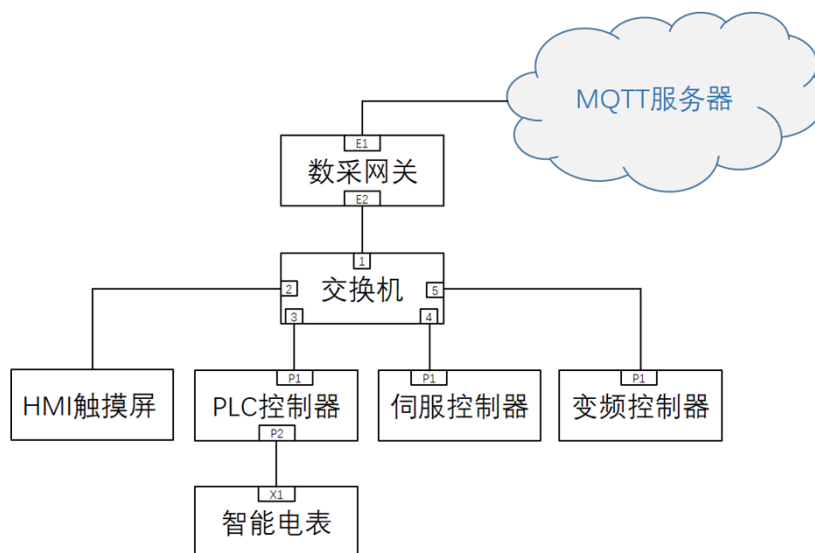 MQTT服务器
E1
数采网关
E2
1
交换机
2
5
3
4
HMI触摸屏
P1
PLC控制器
P2
P1
伺服控制器
P1
变频控制器
X1
智能电表